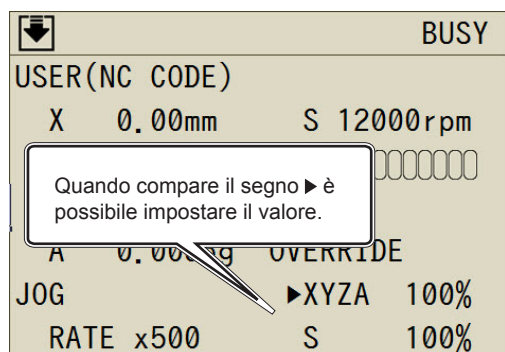 BUSY
USER(NC CODE)
X 0.00mm S 12000rpm
Quando compare il segno ▶ è
possibile impostare il valore.
A OVERRIDE
JOG ▶XYZA 100%
RATE x500 S 100%